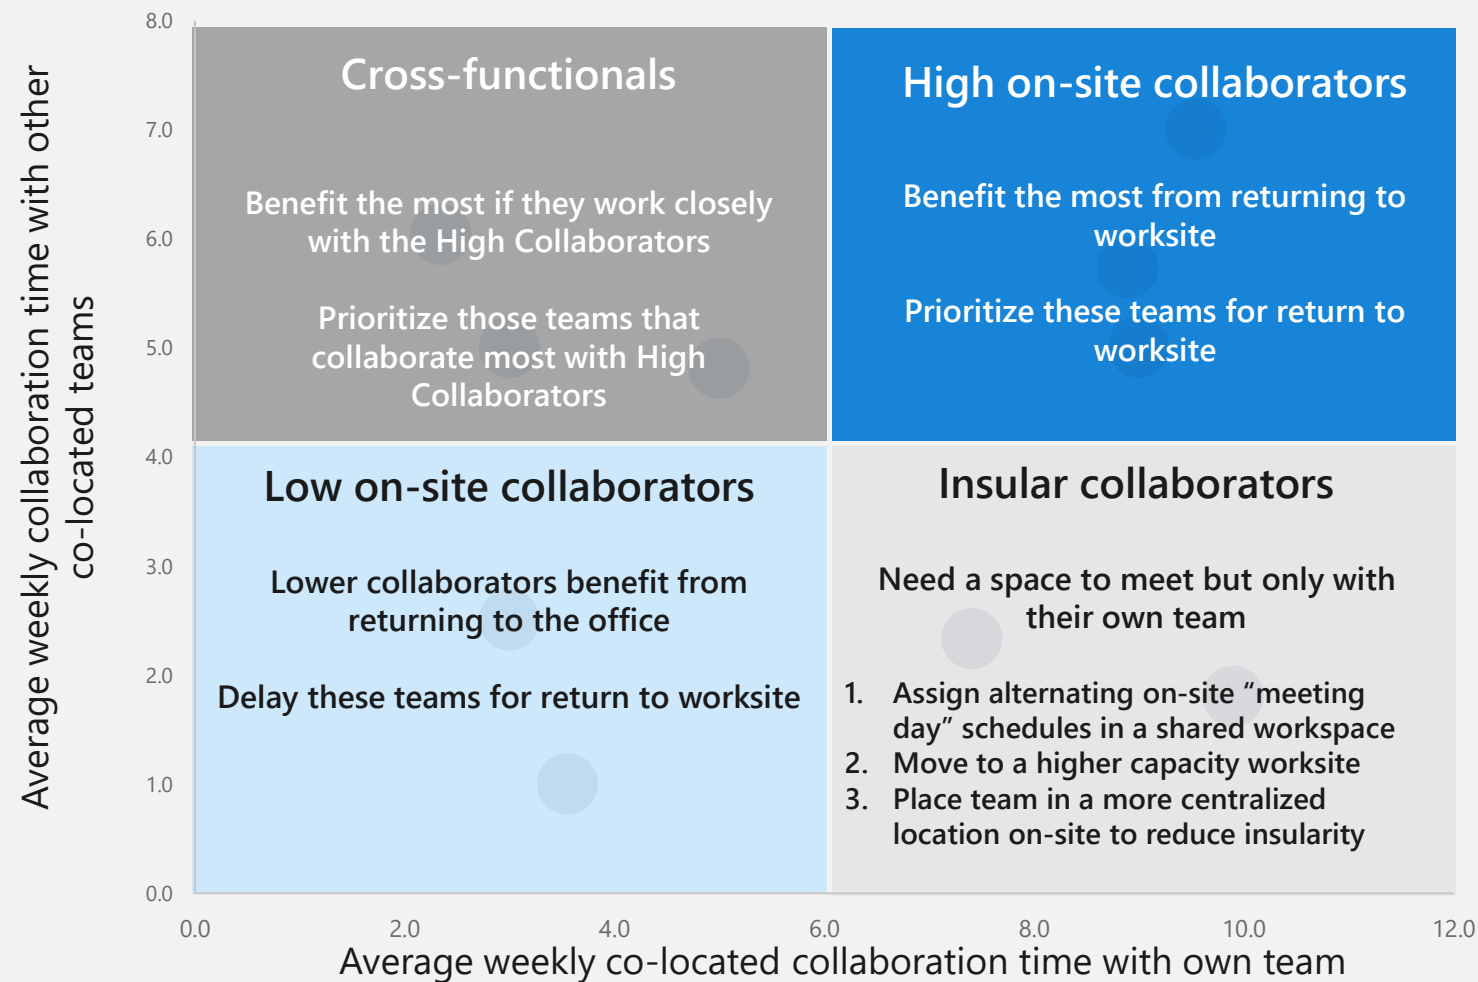 Average weekly collaboration time with other
co-located teams
8.0
7.0
6.0
5.0
4.0
3.0
2.0
1.0
0.0
Cross-functionals
Benefit the most if they work closely
with the High Collaborators
Prioritize those teams that
collaborate most with High
Collaborators
High on-site collaborators
Benefit the most from returning to
worksite
Prioritize these teams for return to
worksite
Low on-site collaborators
Lower collaborators benefit from
returning to the office
Delay these teams for return to worksite
Insular collaborators
Need a space to meet but only with
their own team
1. Assign alternating on-site “meeting
day” schedules in a shared workspace
2. Move to a higher capacity worksite
3. Place team in a more centralized
location on-site to reduce insularity
0.0 2.0 4.0 6.0 8.0 10.0 12.0
Average weekly co-located collaboration time with own team